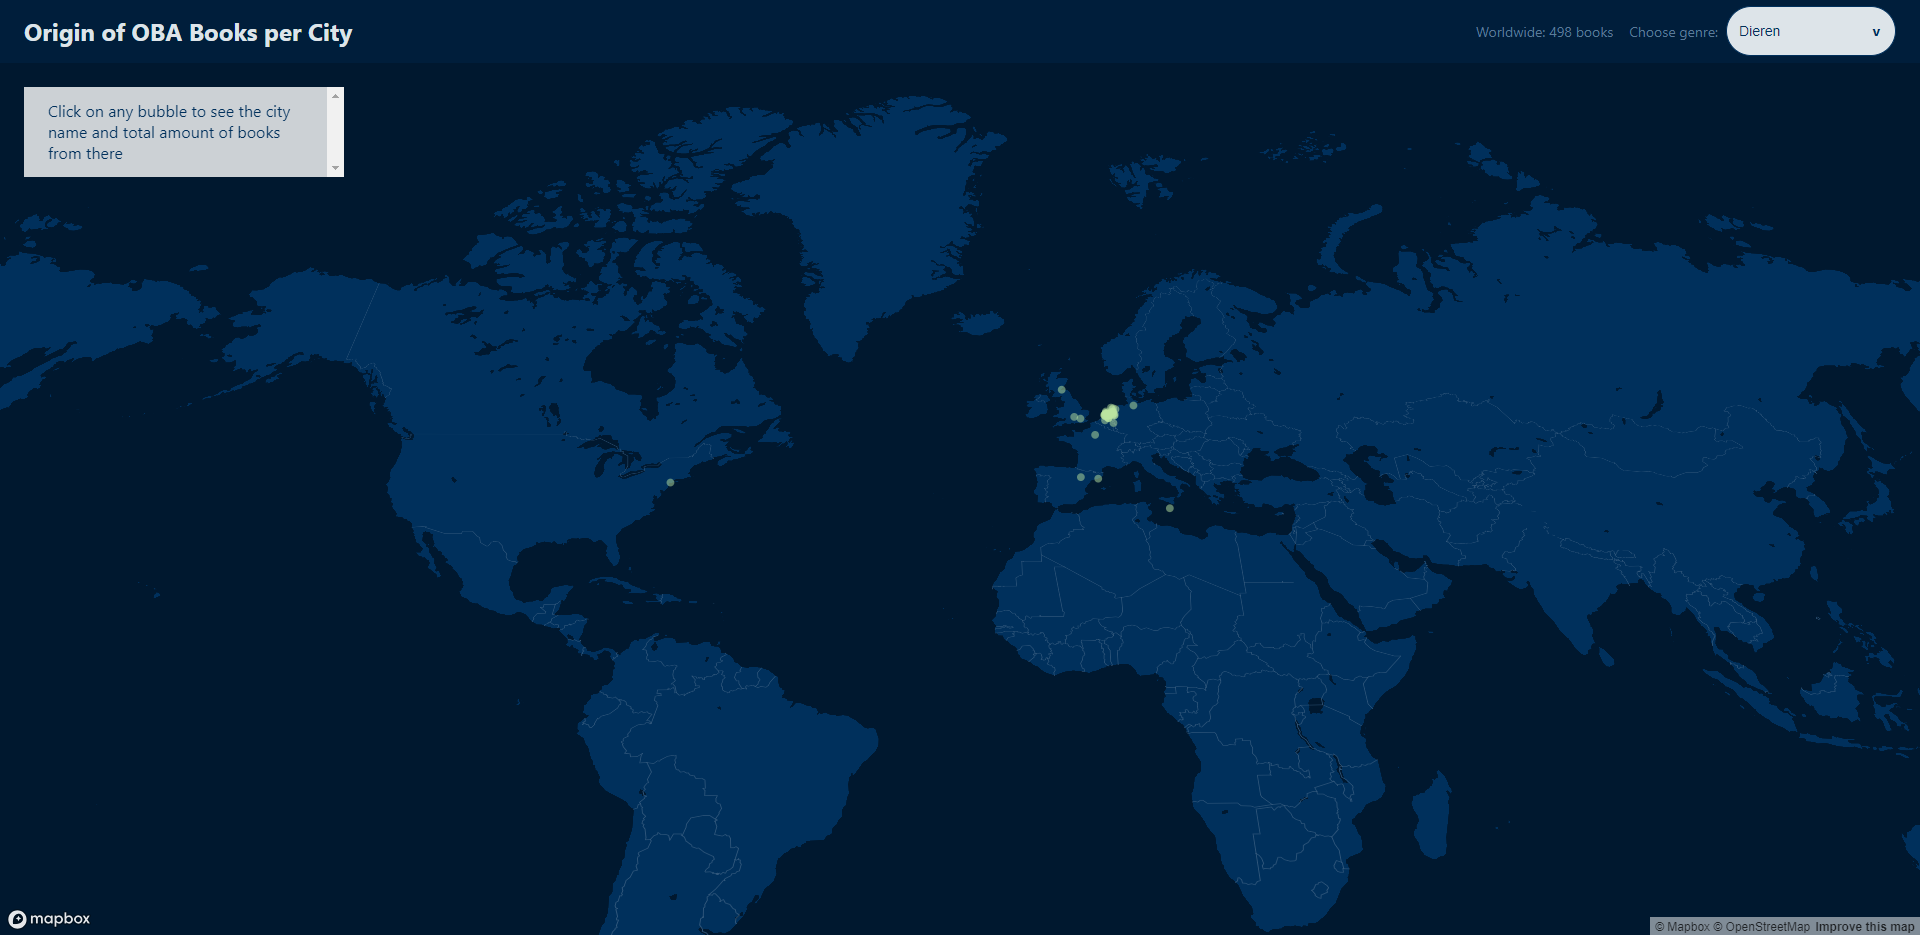 Origin of OBA Books per City
Worldwide: 498 books
Choose genre:
Dieren
v
Click on any bubble to see the city
name and total amount of books
from there
mapbox
© Mapbox © OpenStreetMap Improve this map